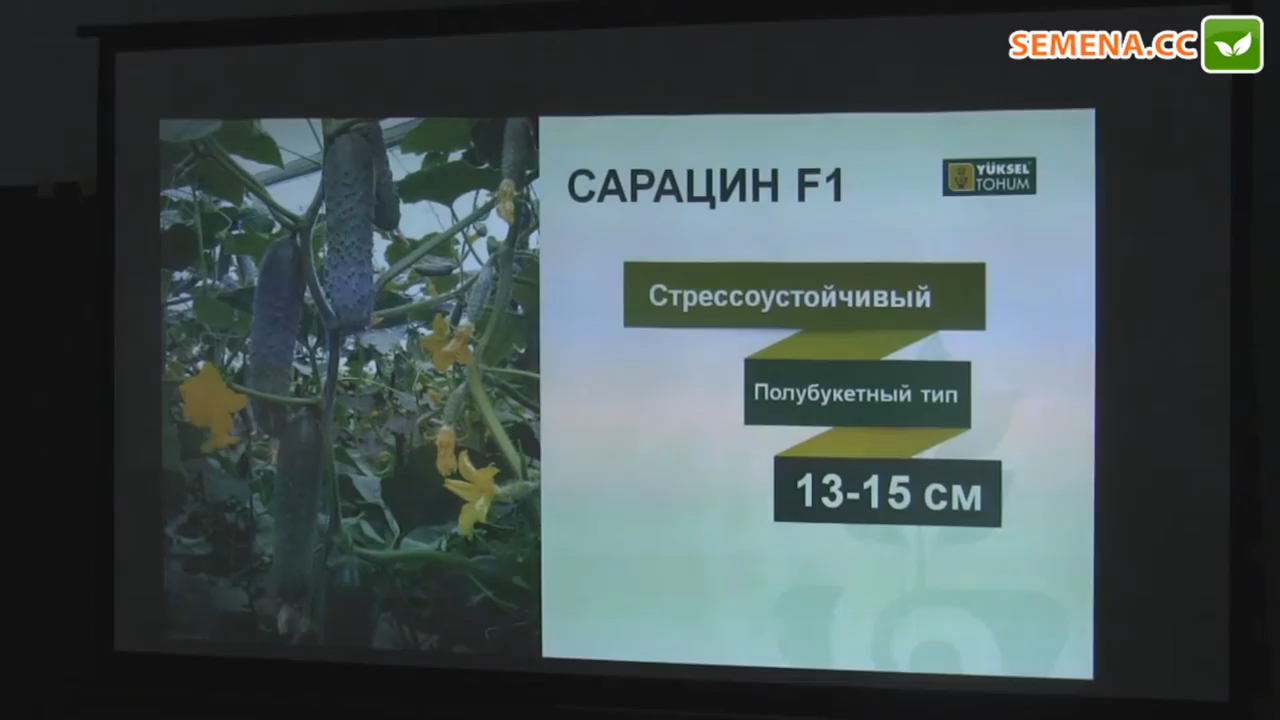 SEMENA.CC
САРАЦИН F1
YÜKSEL
TOHUM
Стрессоустойчивый
Полубукетный тип
13-15 см